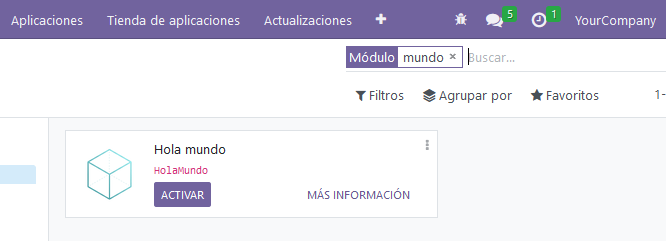 Aplicaciones Tienda de aplicaciones Actualizaciones 5 1 YourCompany
Módulo mundo × Buscar...
Filtros Agrupar por Favoritos 1-
Hola mundo
HolaMundo
ACTIVAR MÁS INFORMACIÓN